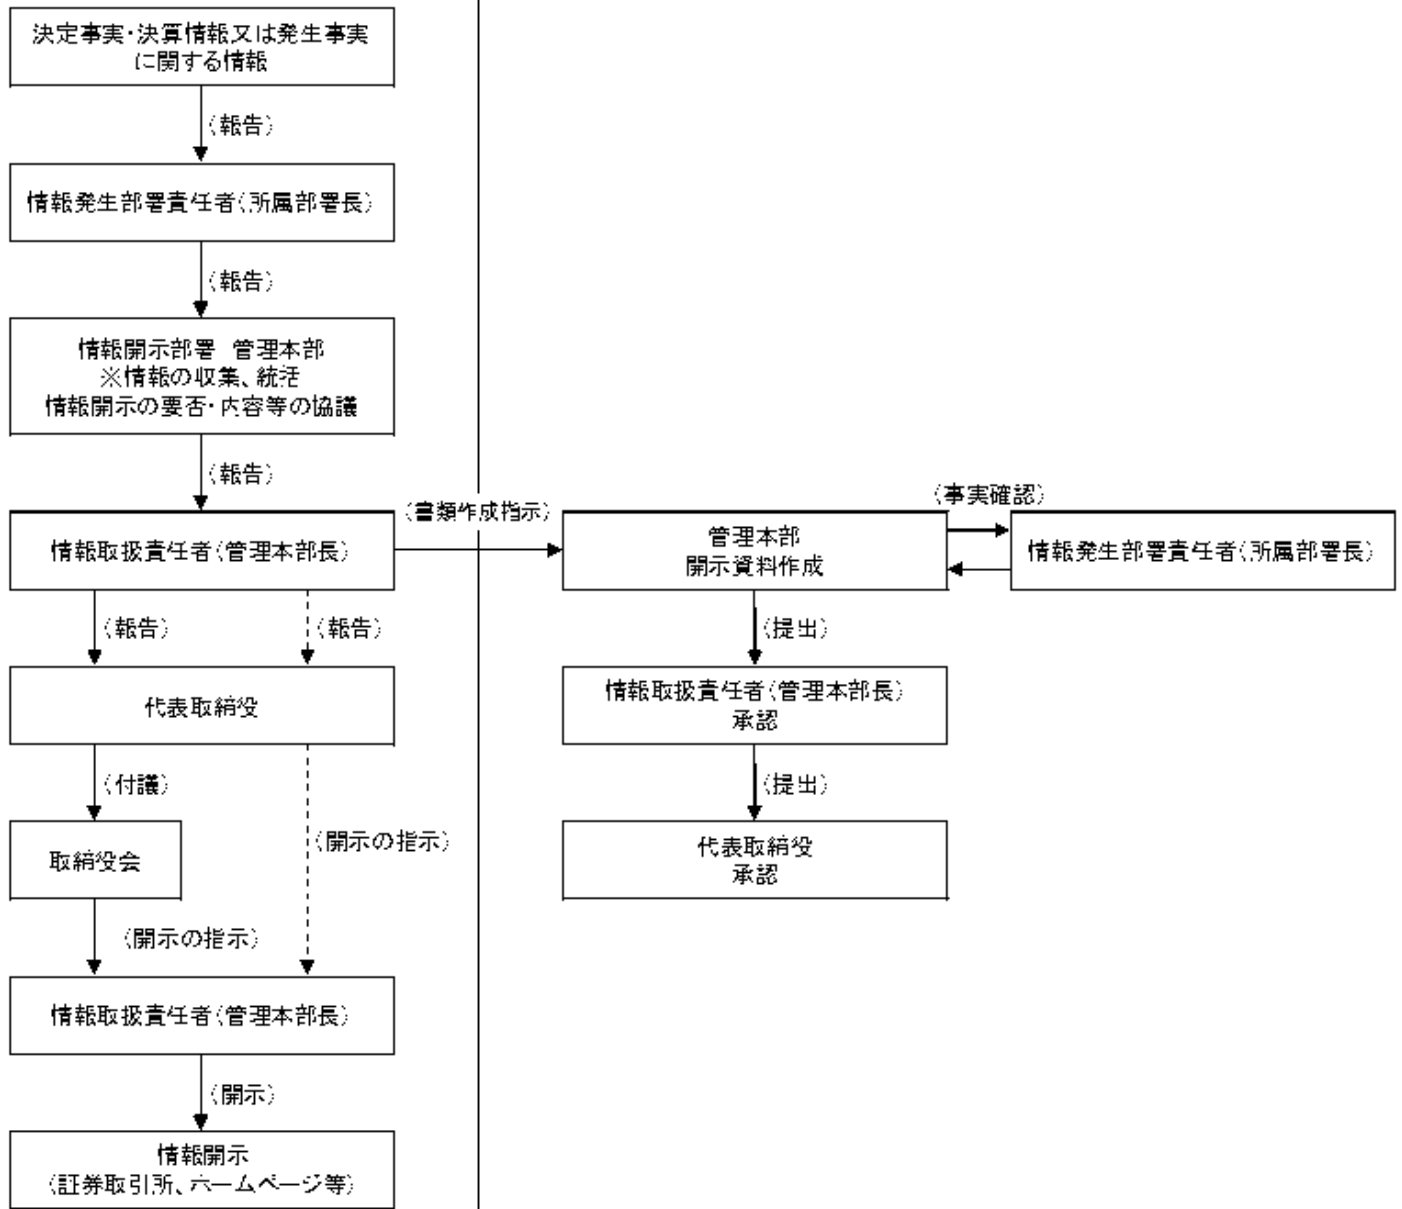 決定事実・決算情報又は発生事実
に関する情報
（報告）
情報発生部署責任者（所属部署長）
（報告）
情報開示部署　管理本部
※情報の収集、統括
情報開示の要否・内容等の協議
（報告）
情報取扱責任者（管理本部長）
（報告）
（報告）
代表取締役
（付議）
取締役会
（開示の指示）
（開示の指示）
情報取扱責任者（管理本部長）
（開示）
情報開示
（証券取引所、ホームページ等）
（書類作成指示）
管理本部
開示資料作成
（事実確認）
情報発生部署責任者（所属部署長）
（提出）
情報取扱責任者（管理本部長）
承認
（提出）
代表取締役
承認